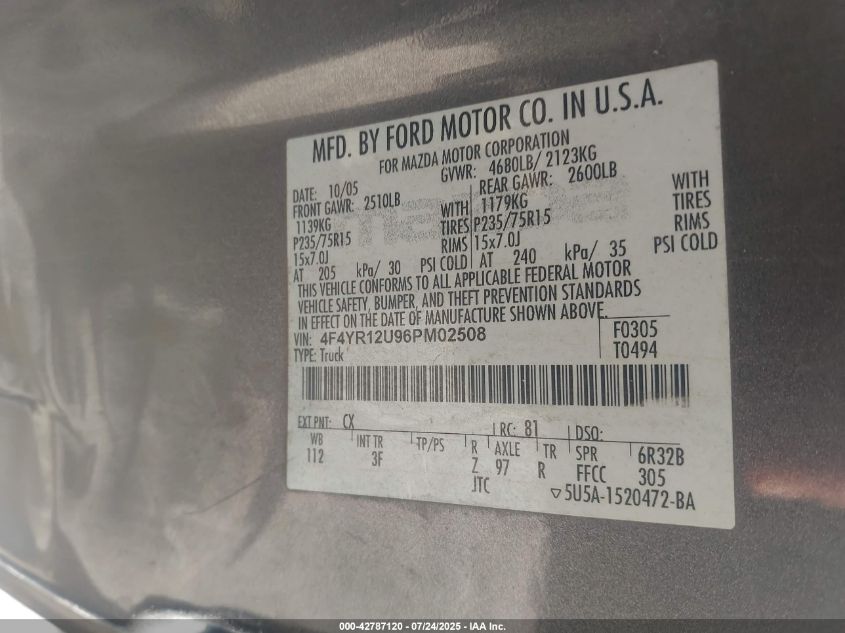 MFD. BY FORD MOTOR CO. IN U.S.A.
FOR MAZDA MOTOR CORPORATION
DATE: 10/05 GVWR: 4680LB/ 2123KG
FRONT GAWR: 2510LB REAR GAWR: 2600LB
1139KG WITH 1179KG WITH
P235/75R15 TIRES P235/75R15 TIRES
15x7.0J RIMS 15x7.0J RIMS
AT 205 kPa/ 30 PSI COLD AT 240 kPa/ 35 PSI COLD
THIS VEHICLE CONFORMS TO ALL APPLICABLE FEDERAL MOTOR
VEHICLE SAFETY, BUMPER, AND THEFT PREVENTION STANDARDS
IN EFFECT ON THE DATE OF MANUFACTURE SHOWN ABOVE.
VIN: 4F4YR12U96PM02508 F0305
TYPE: Truck T0494
EXT PNT: CX RC: 81 DSO:
WB INT TR TP/PS R AXLE TR SPR 6R32B
112 3F Z 97 R FFCC 305
JTC ▽5U5A-1520472-BA
000-42787120 - 07/24/2025 - IAA Inc.